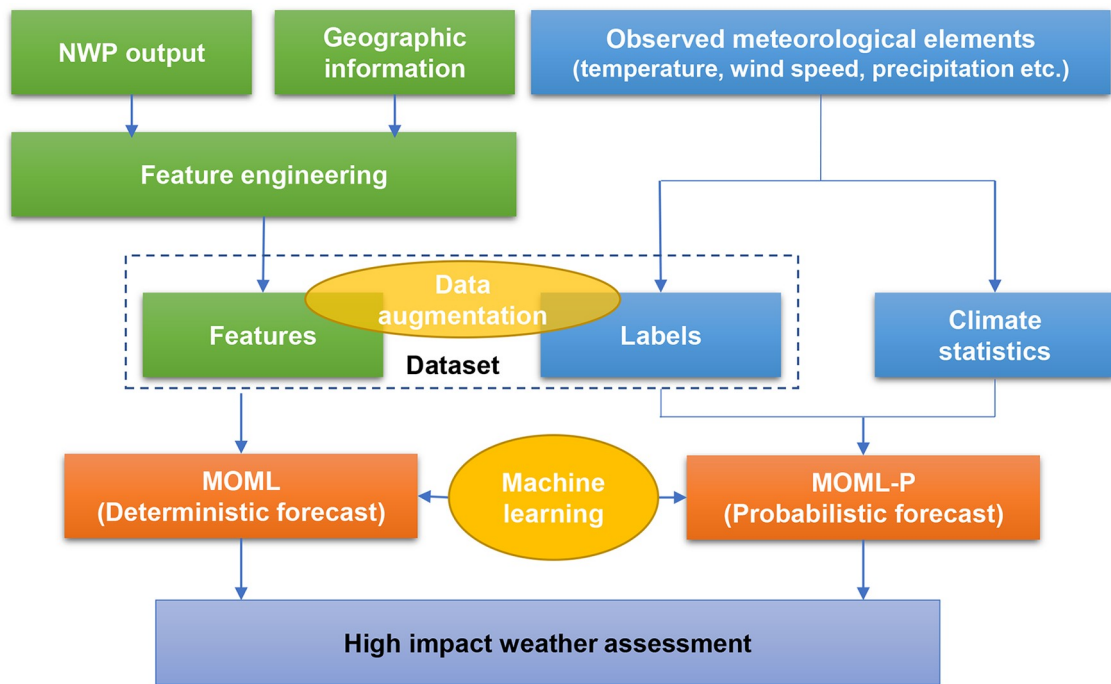 NWP output
Geographic
information
Observed meteorological elements
(temperature, wind speed, precipitation etc.)
Feature engineering
Data
augmentation
Features
Labels
Dataset
Climate
statistics
MOML
(Deterministic forecast)
Machine
learning
MOML-P
(Probabilistic forecast)
High impact weather assessment